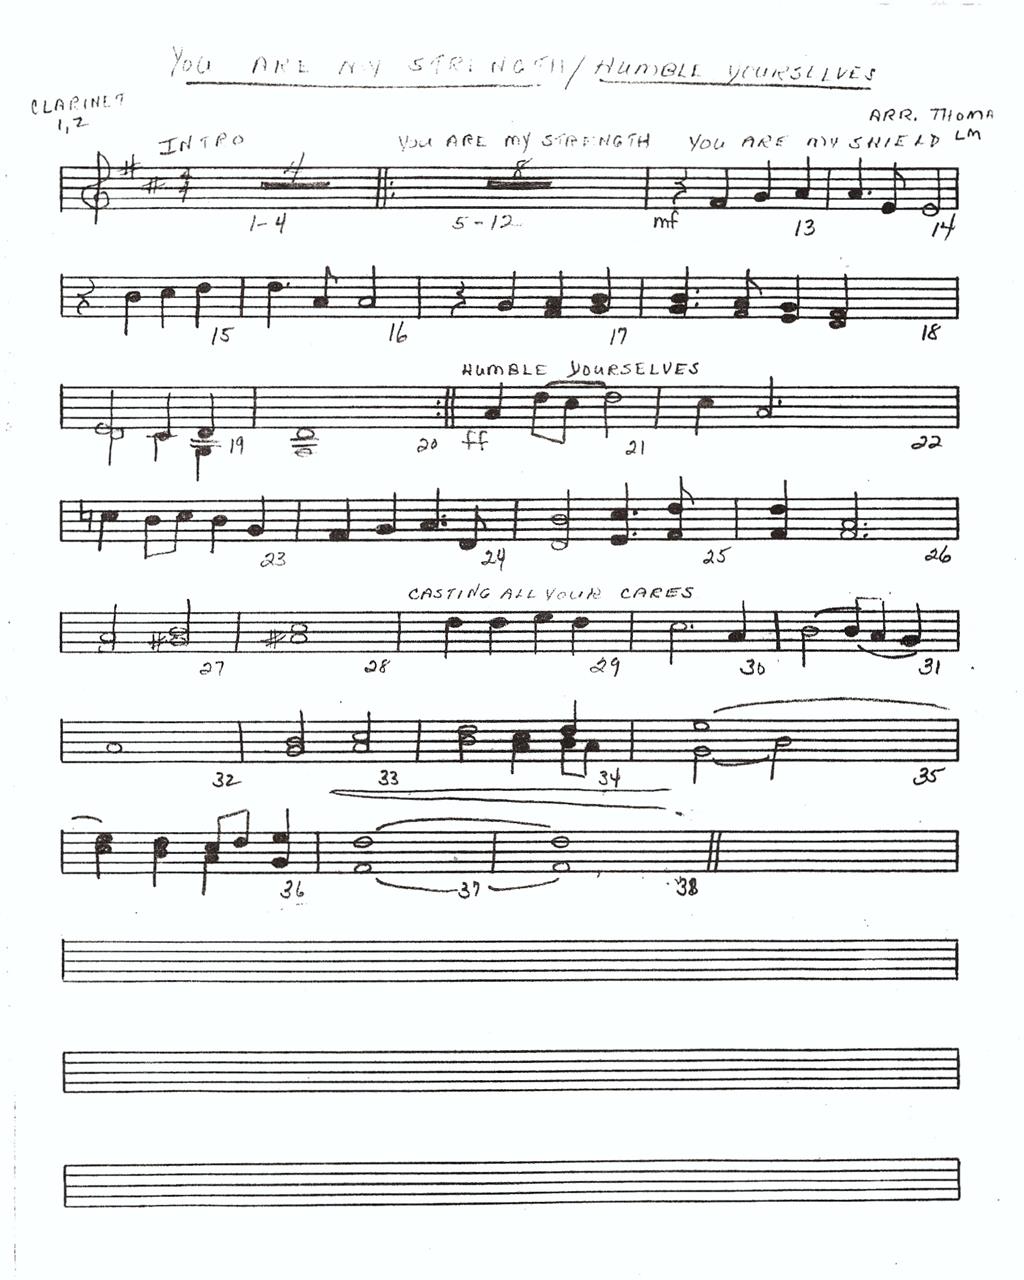 YOU ARE MY STRENGTH/HUMBLE YOURSELVES
CLARINET
1,2
ARR. THOMA
LM
INTRO YOU ARE MY STRENGTH YOU ARE MY SHIELD
4 4 4 8
1-4 5-12 mf 13 14
15 16 17 18
HUMBLE YOURSELVES
19 20 ff 21 22
23 24 25 26
CASTING ALL YOUR CARES
27 28 29 30 31
32 33 34 35
36 37 38